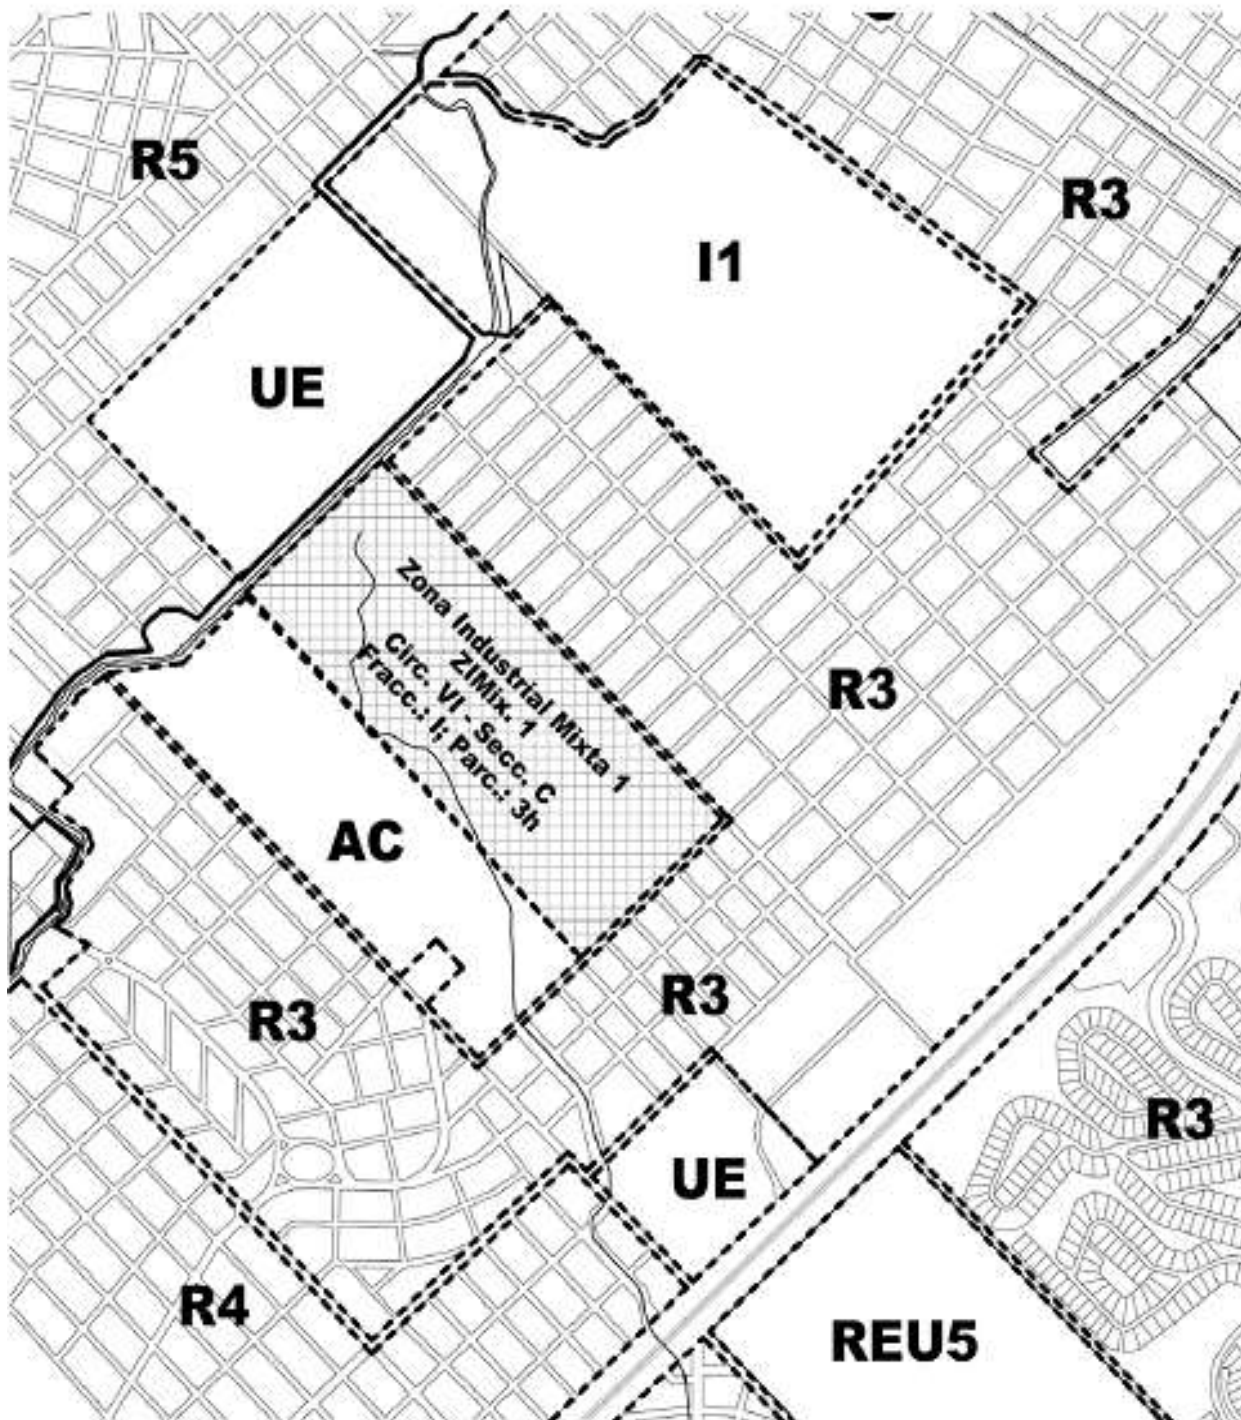 R5
R3
I1
UE
Zona Industrial Mixta 1
ZIMix. 1
Circ. VI - Secc. C
Fracc.: I; Parc.: 3h
R3
AC
R3
R3
R3
UE
R4
REU5